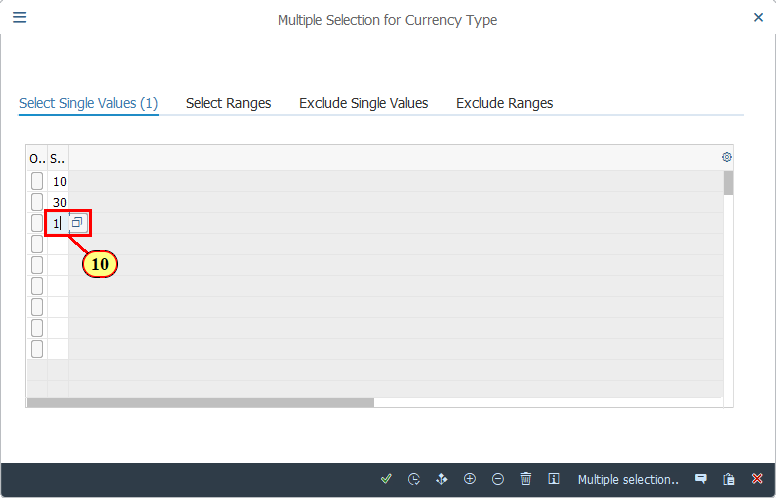 Multiple Selection for Currency Type
Select Single Values (1) Select Ranges Exclude Single Values Exclude Ranges
O.. S..
10
30
1
10
Multiple selection..